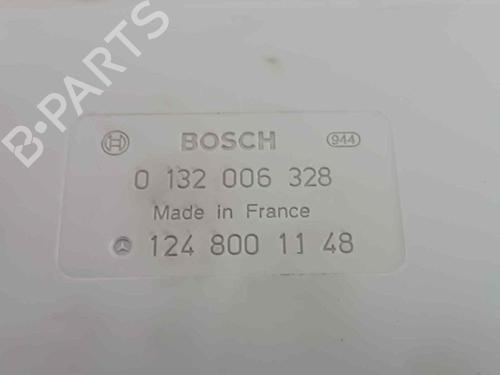 B-PARTS
BOSCH 944
0 132 006 328
Made in France
124 800 11 48